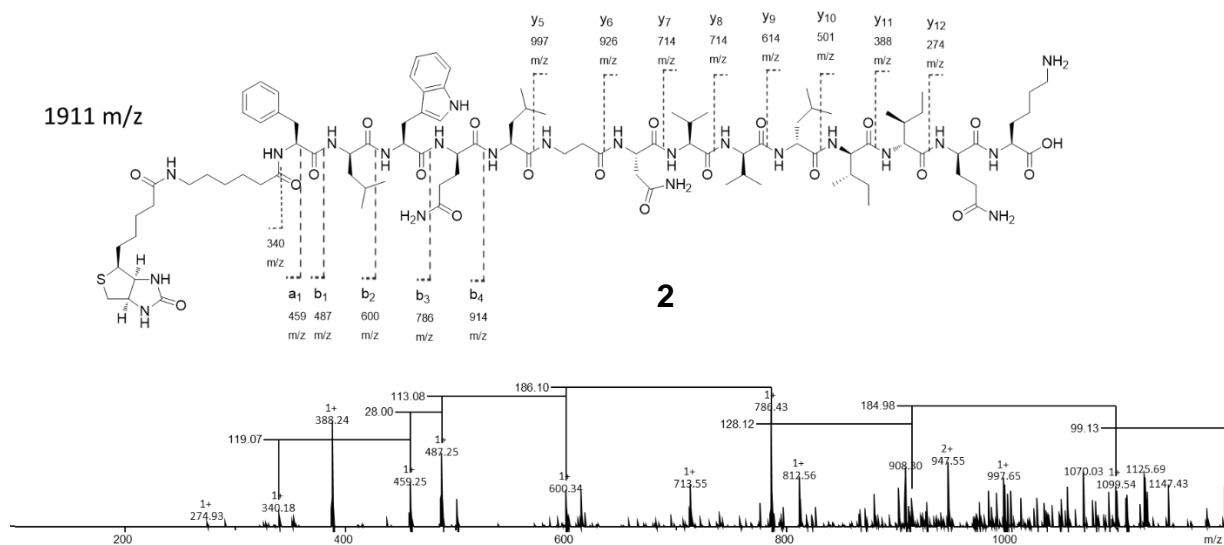 y5 y6 y7 y8 y9 y10 y11 y12
997 926 714 714 614 501 388 274
m/z m/z m/z m/z m/z m/z m/z m/z
NH2
NH
1911 m/z
O H N O H N O H N O H N O H N O H N O
N H O N H O N H O N H O N H O N H O N H O OH
O N H O
NH2
O
H2N O
O NH2
340
m/z
H
S NH
N O
H H
a1 b1 b2 b3 b4
459 487 600 786 914
m/z m/z m/z m/z m/z
2
186.10
113.08 1+ 184.98
28.00 786.43
1+
388.24 128.12 99.13
119.07
1+
487.25
1+
459.25
1+
600.34
1+
713.55
1+
812.56
908.30
2+
947.55
1+
997.65
1070.03
1+
1099.54
1125.69
1147.43
1+
274.93
1+
340.18
200 400 600 800 1000 m/z